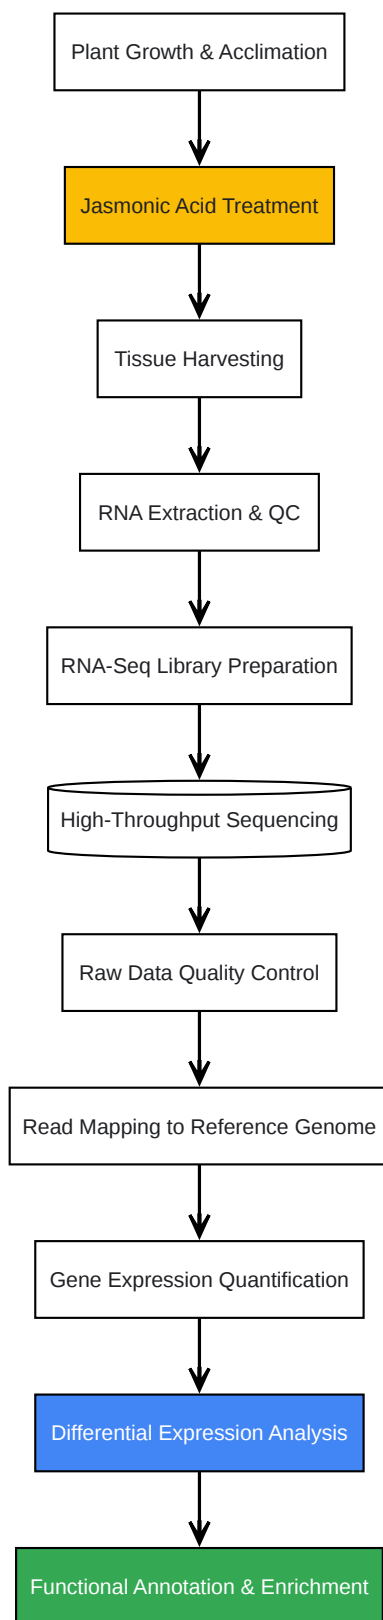 Plant Growth & Acclimation
Jasmonic Acid Treatment
Tissue Harvesting
RNA Extraction & QC
RNA-Seq Library Preparation
High-Throughput Sequencing
Raw Data Quality Control
Read Mapping to Reference Genome
Gene Expression Quantification
Differential Expression Analysis
Functional Annotation & Enrichment